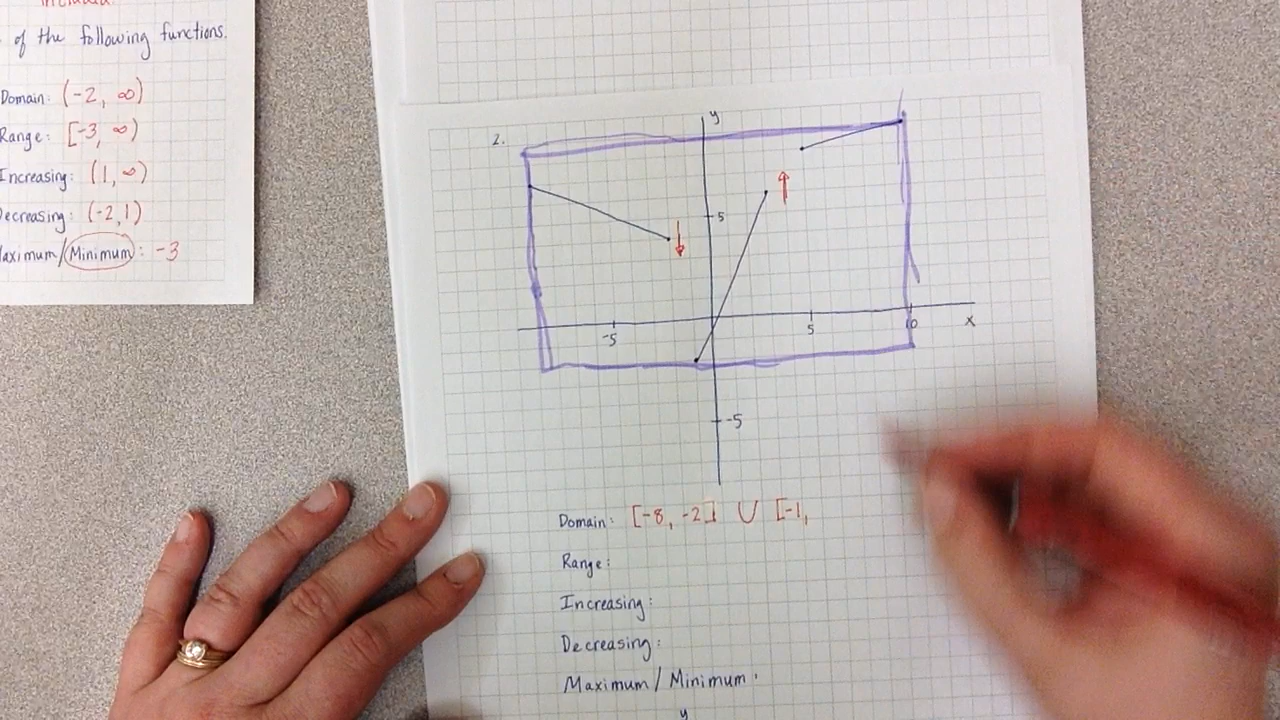 included.
of the following functions.
Domain: (-2, ∞)
Range: [-3, ∞)
Increasing: (1, ∞)
Decreasing: (-2,1)
Maximum/Minimum: -3
2.
y
5
-5
5
10
x
-5
Domain: [-8, -2] ∪ [-1,
Range:
Increasing:
Decreasing:
Maximum / Minimum:
y